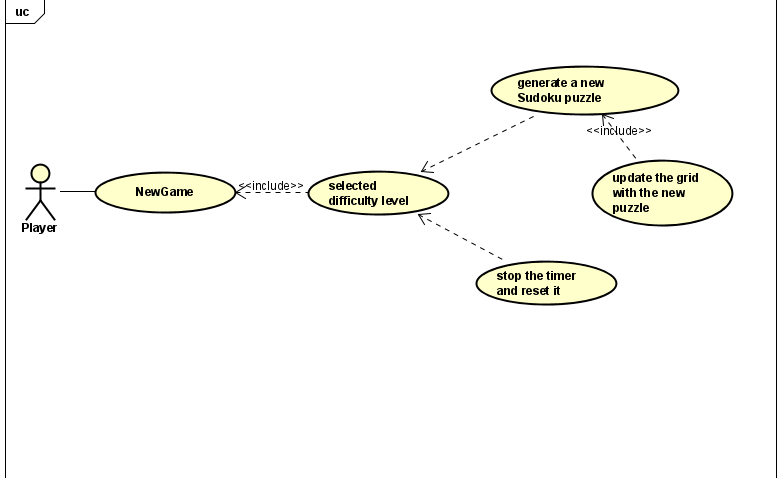 uc
generate a new
Sudoku puzzle
<<include>>
update the grid
with the new
puzzle
Player
NewGame
<<include>>
selected
difficulty level
stop the timer
and reset it